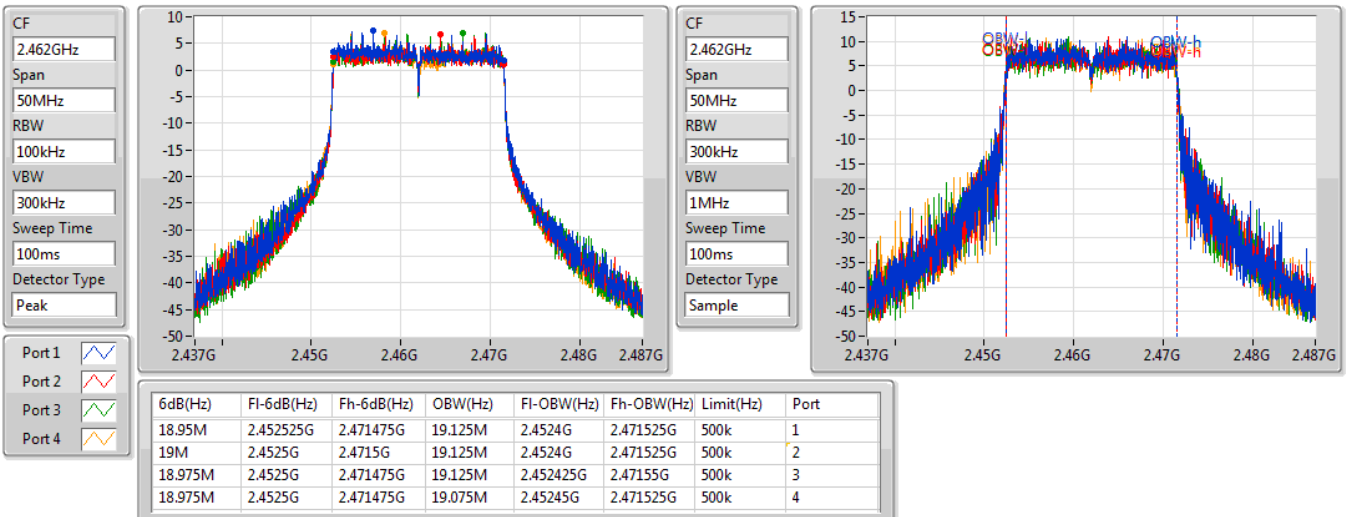 CF
2.462GHz
Span
50MHz
RBW
100kHz
VBW
300kHz
Sweep Time
100ms
Detector Type
Peak
10
5
0
-5
-10
-15
-20
-25
-30
-35
-40
-45
-50
2.437G 2.45G 2.46G 2.47G 2.48G 2.487G
CF
2.462GHz
Span
50MHz
RBW
300kHz
VBW
1MHz
Sweep Time
100ms
Detector Type
Sample
15
10
5
0
-5
-10
-15
-20
-25
-30
-35
-40
-45
-50
OBW-h
2.437G 2.45G 2.46G 2.47G 2.48G 2.487G
Port 1
Port 2
Port 3
Port 4
6dB(Hz) Fl-6dB(Hz) Fh-6dB(Hz) OBW(Hz) Fl-OBW(Hz) Fh-OBW(Hz) Limit(Hz) Port
18.95M 2.452525G 2.471475G 19.125M 2.4524G 2.471525G 500k 1
19M 2.4525G 2.4715G 19.125M 2.4524G 2.471525G 500k 2
18.975M 2.4525G 2.471475G 19.125M 2.452425G 2.47155G 500k 3
18.975M 2.4525G 2.471475G 19.075M 2.45245G 2.471525G 500k 4